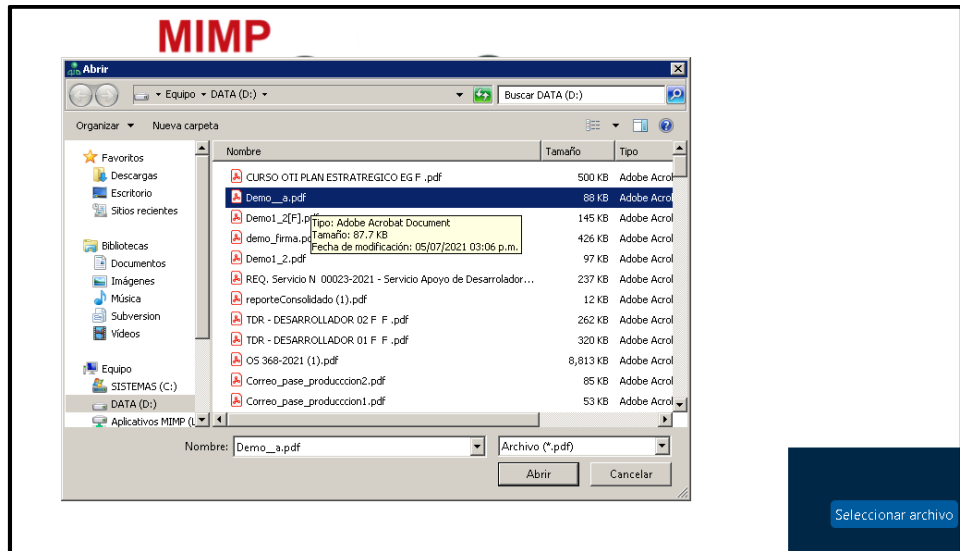 MIMP
Abrir
Equipo DATA (D:)
Buscar DATA (D:)
Organizar Nueva carpeta
Favoritos
Descargas
Escritorio
Sitios recientes
Bibliotecas
Documentos
Imágenes
Música
Subversion
Vídeos
Equipo
SISTEMAS (C:)
DATA (D:)
Aplicativos MIMP (L
Nombre Tamaño Tipo
CURSO OTI PLAN ESTRATREGICO EG F .pdf 500 KB Adobe Acrol
Demo__a.pdf 88 KB Adobe Acrol
Demo1_2[F].pdf 145 KB Adobe Acrol
demo_firma.pd 426 KB Adobe Acrol
Demo1_2.pdf 97 KB Adobe Acrol
Tipo: Adobe Acrobat Document
Tamaño: 87.7 KB
Fecha de modificación: 05/07/2021 03:06 p.m.
REQ. Servicio N 00023-2021 - Servicio Apoyo de Desarrolador... 237 KB Adobe Acrol
reporteConsolidado (1).pdf 12 KB Adobe Acrol
TDR - DESARROLLADOR 02 F F .pdf 262 KB Adobe Acrol
TDR - DESARROLLADOR 01 F F .pdf 320 KB Adobe Acrol
OS 368-2021 (1).pdf 8,813 KB Adobe Acrol
Correo_pase_producccion2.pdf 85 KB Adobe Acrol
Correo_pase_producccion1.pdf 53 KB Adobe Acrol
Nombre: Demo__a.pdf Archivo (*.pdf)
Abrir Cancelar
Seleccionar archivo